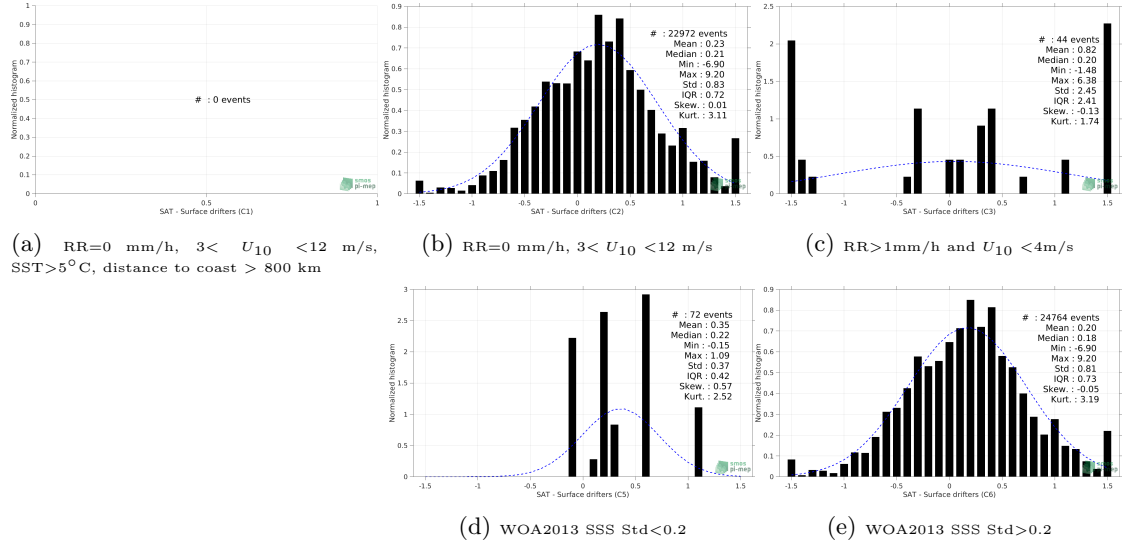 1
0.9
0.8
0.7
0.6
0.5
0.4
0.3
0.2
0.1
0
Normalized histogram
# : 0 events
smos
pi-mep
0 0.5 1
SAT - Surface drifters (C1)
(a) RR=0 mm/h, 3< U10 <12 m/s,
SST>5°C, distance to coast > 800 km
0.9
0.8
0.7
0.6
0.5
0.4
0.3
0.2
0.1
0
Normalized histogram
# : 22972 events
Mean : 0.23
Median : 0.21
Min : -6.90
Max : 9.20
Std : 0.83
IQR : 0.72
Skew. : 0.01
Kurt. : 3.11
smos
pi-mep
-1.5 -1 -0.5 0 0.5 1 1.5
SAT - Surface drifters (C2)
(b) RR=0 mm/h, 3< U10 <12 m/s
2.5
2
1.5
1
0.5
0
Normalized histogram
# : 44 events
Mean : 0.82
Median : 0.20
Min : -1.48
Max : 6.38
Std : 2.45
IQR : 2.41
Skew. : -0.13
Kurt. : 1.74
smos
pi-mep
-1.5 -1 -0.5 0 0.5 1 1.5
SAT - Surface drifters (C3)
(c) RR>1mm/h and U10 <4m/s
3
2.5
2
1.5
1
0.5
0
Normalized histogram
# : 72 events
Mean : 0.35
Median : 0.22
Min : -0.15
Max : 1.09
Std : 0.37
IQR : 0.42
Skew. : 0.57
Kurt. : 2.52
smos
pi-mep
-1.5 -1 -0.5 0 0.5 1 1.5
SAT - Surface drifters (C5)
(d) WOA2013 SSS Std<0.2
0.9
0.8
0.7
0.6
0.5
0.4
0.3
0.2
0.1
0
Normalized histogram
# : 24764 events
Mean : 0.20
Median : 0.18
Min : -6.90
Max : 9.20
Std : 0.81
IQR : 0.73
Skew. : -0.05
Kurt. : 3.19
smos
pi-mep
-1.5 -1 -0.5 0 0.5 1 1.5
SAT - Surface drifters (C6)
(e) WOA2013 SSS Std>0.2